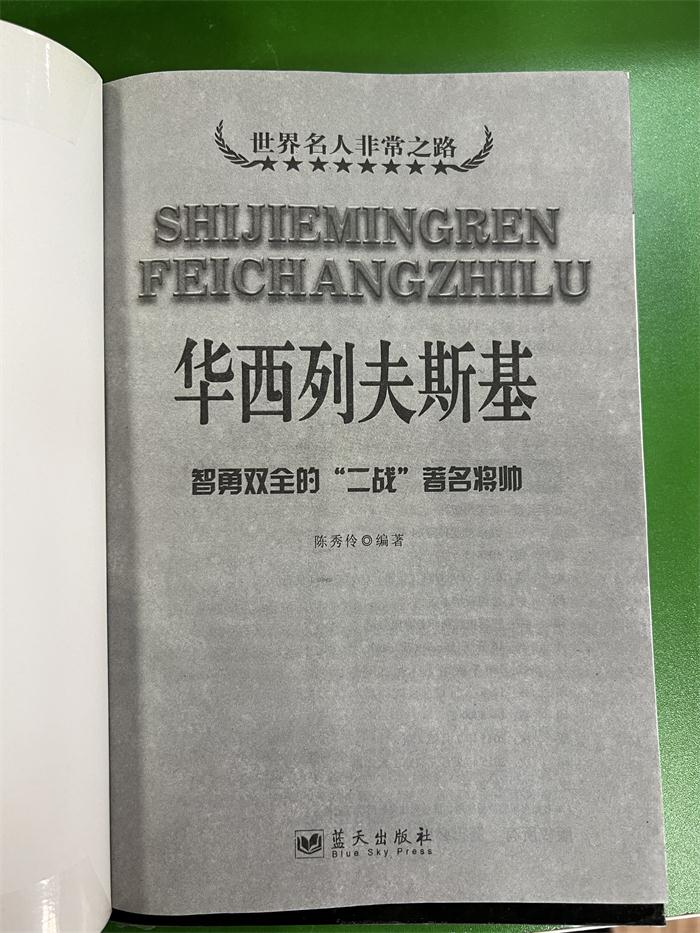 世界名人非常之路
SHIJIEMINGREN
FEICHANGZHILU
华西列夫斯基
智勇双全的“二战”著名将帅
陈秀伶◎编著
蓝天出版社
Blue Sky Press